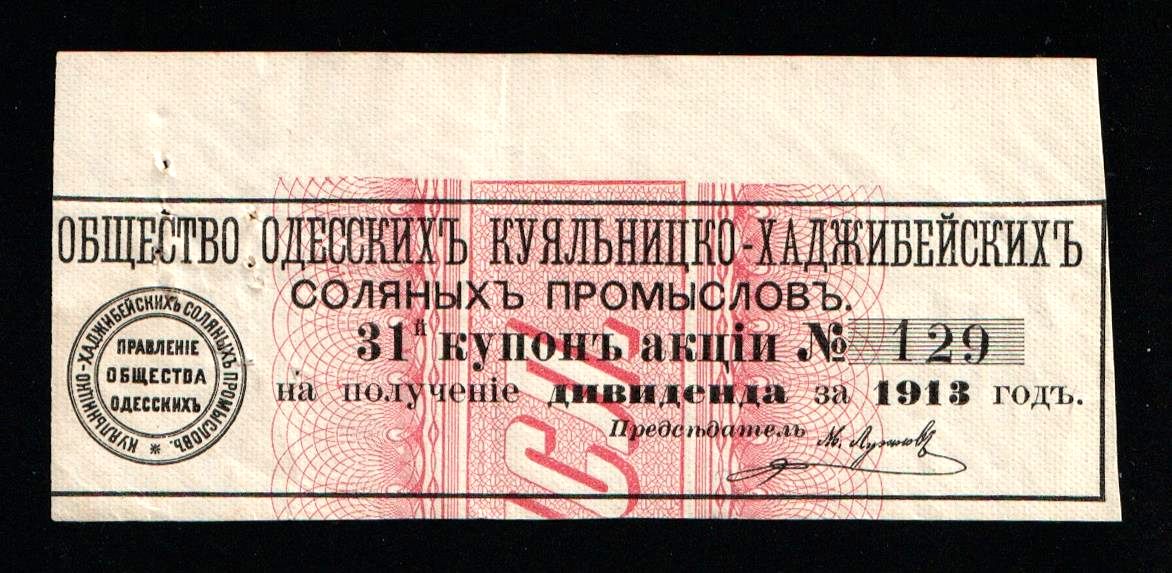 ОБЩЕСТВО ОДЕССКИХЪ КУЯЛЬНИЦКО-ХАДЖИБЕЙСКИХЪ
СОЛЯНЫХЪ ПРОМЫСЛОВЪ.
31й купонъ акціи № 129
на полученіе дивиденда за 1913 годъ.
Предсѣдатель
КУЯЛЬНИЦКО-ХАДЖИБЕЙСКИХЪ СОЛЯНЫХЪ ПРОМЫСЛОВЪ.
ПРАВЛЕНІЕ
ОБЩЕСТВА
ОДЕССКИХЪ